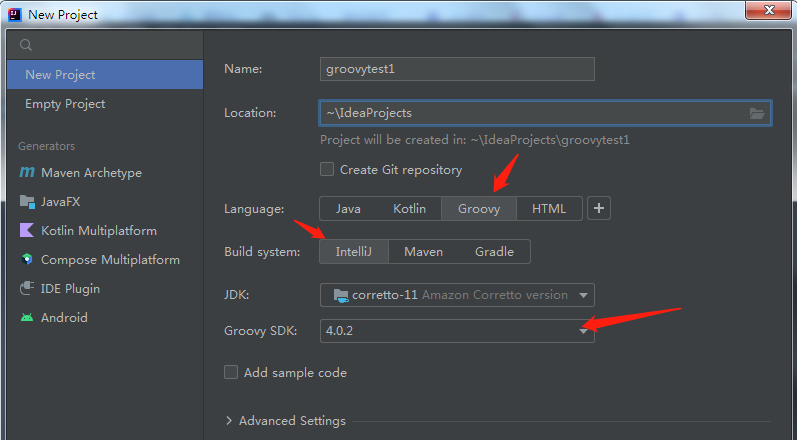 New Project
New Project
Empty Project
Generators
Maven Archetype
JavaFX
Kotlin Multiplatform
Compose Multiplatform
IDE Plugin
Android
Name: groovytest1
Location: ~\IdeaProjects
Project will be created in: ~\IdeaProjects\groovytest1
Create Git repository
Language: Java Kotlin Groovy HTML +
Build system: IntelliJ Maven Gradle
JDK: corretto-11 Amazon Corretto version
Groovy SDK: 4.0.2
Add sample code
Advanced Settings